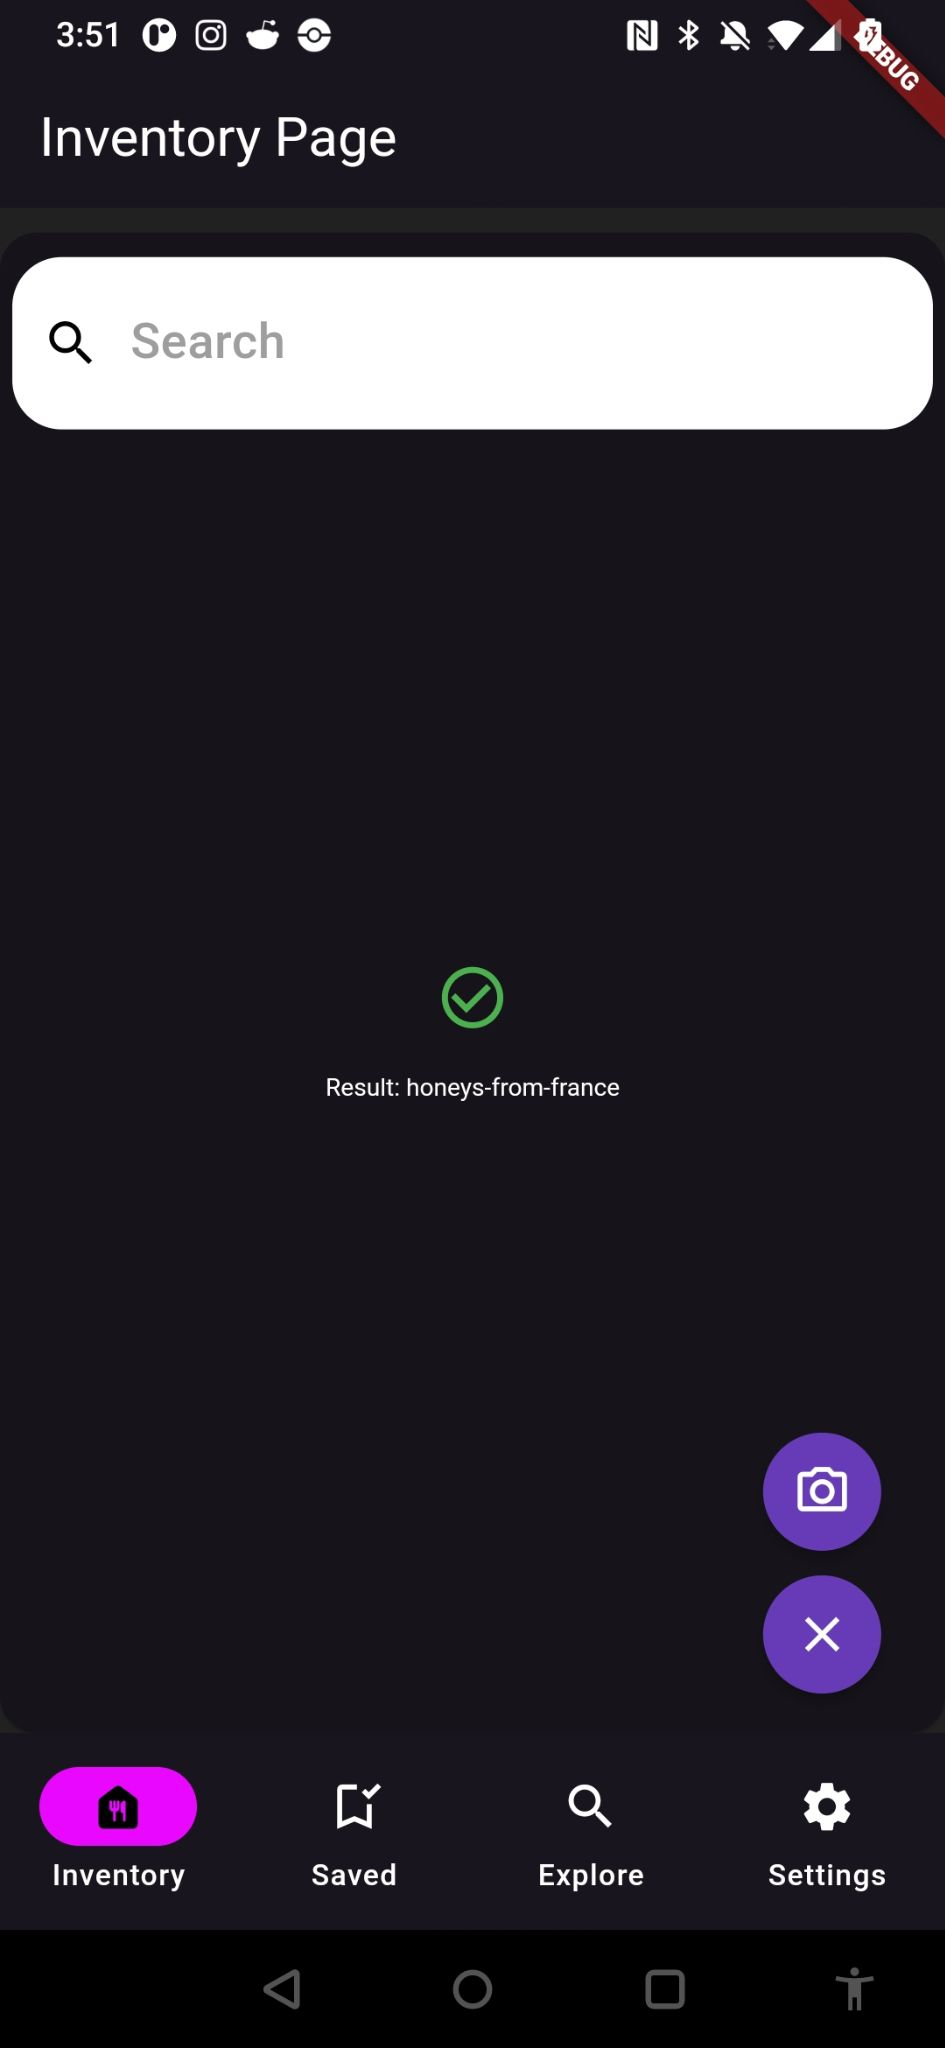 3:51
DEBUG
Inventory Page
Search
Result: honeys-from-france
Inventory
Saved
Explore
Settings